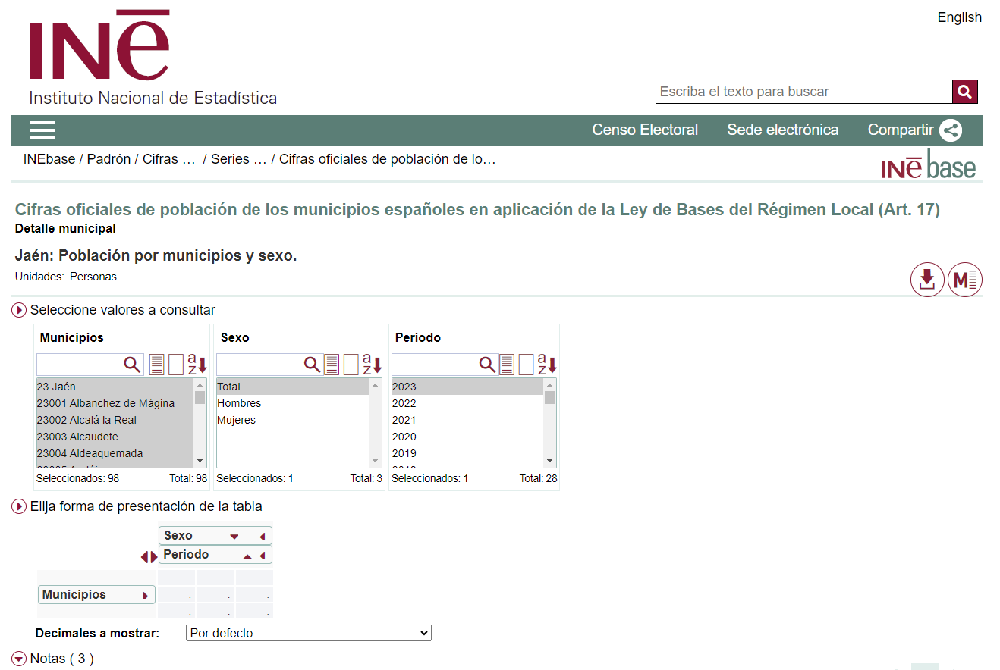 English
INe
Instituto Nacional de Estadística
Escriba el texto para buscar
Censo Electoral Sede electrónica Compartir
INEbase / Padrón / Cifras … / Series … / Cifras oficiales de población de lo…
INe base
Cifras oficiales de población de los municipios españoles en aplicación de la Ley de Bases del Régimen Local (Art. 17)
Detalle municipal
Jaén: Población por municipios y sexo.
Unidades: Personas
M
Seleccione valores a consultar
Municipios
a
z
23 Jaén
23001 Albanchez de Mágina
23002 Alcalá la Real
23003 Alcaudete
23004 Aldeaquemada
Seleccionados: 98 Total: 98
Sexo
a
z
Total
Hombres
Mujeres
Seleccionados: 1 Total: 3
Periodo
a
z
2023
2022
2021
2020
2019
Seleccionados: 1 Total: 28
Elija forma de presentación de la tabla
Sexo
Periodo
Municipios
Decimales a mostrar: Por defecto
Notas ( 3 )